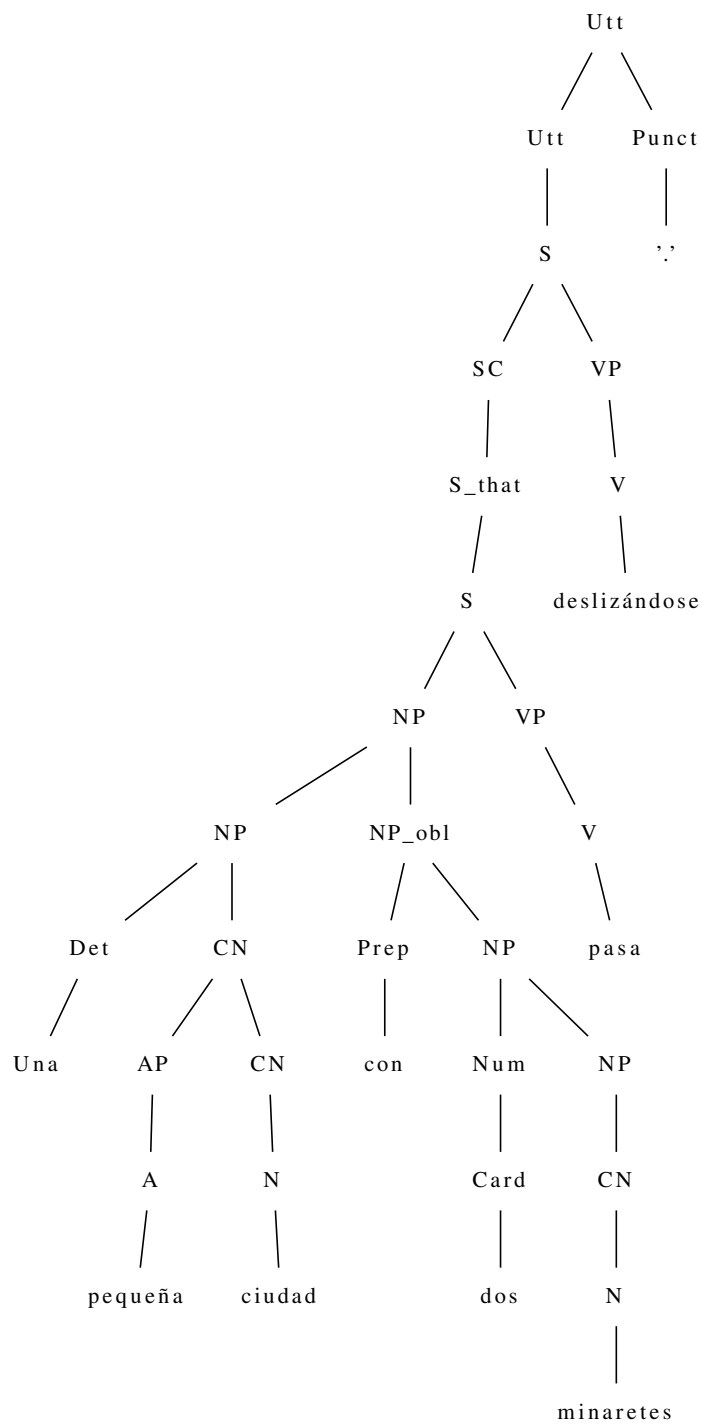 Utt
Utt Punct
S '.'
SC VP
S_that V
S deslizándose
NP VP
NP NP_obl V
Det CN Prep NP pasa
Una AP CN con Num NP
A N Card CN
pequeña ciudad dos N
minaretes